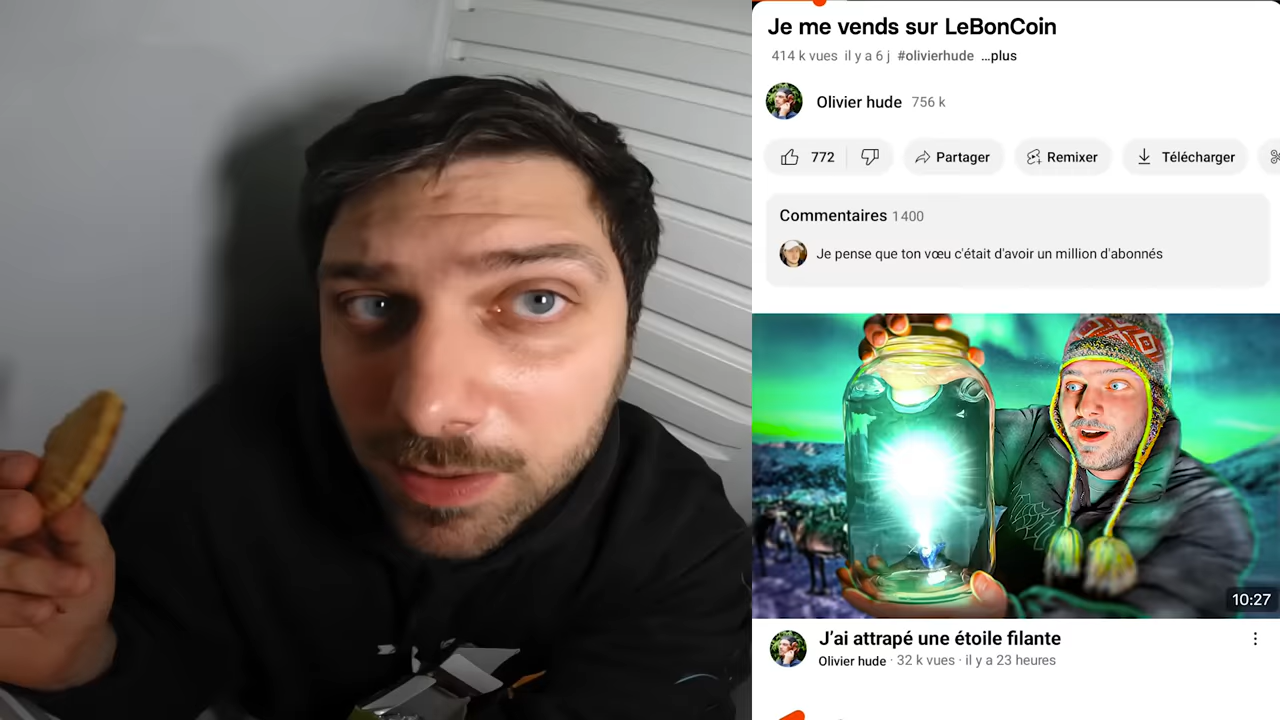 Je me vends sur LeBonCoin
414 k vues il y a 6 j #olivierhude ...plus
Olivier hude 756 k
772 Partager Remixer Télécharger
Commentaires 1400
Je pense que ton vœu c'était d'avoir un million d'abonnés
10:27
J'ai attrapé une étoile filante
Olivier hude · 32 k vues · il y a 23 heures